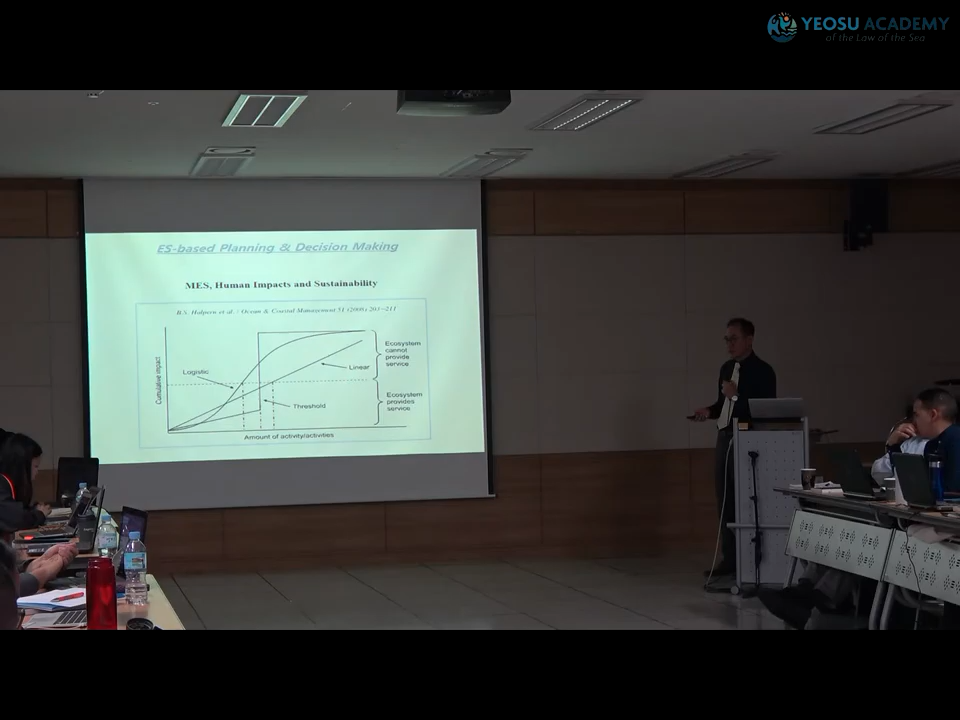 YEOSU ACADEMY
of the Law of the Sea
ES-based Planning & Decision Making
MES, Human Impacts and Sustainability
B.S. Halpern et al. / Ocean & Coastal Management 51 (2008) 203–211
Ecosystem
cannot
provide
service
Logistic
Linear
Cumulative impact
Ecosystem
provides
service
Threshold
Amount of activity/activities